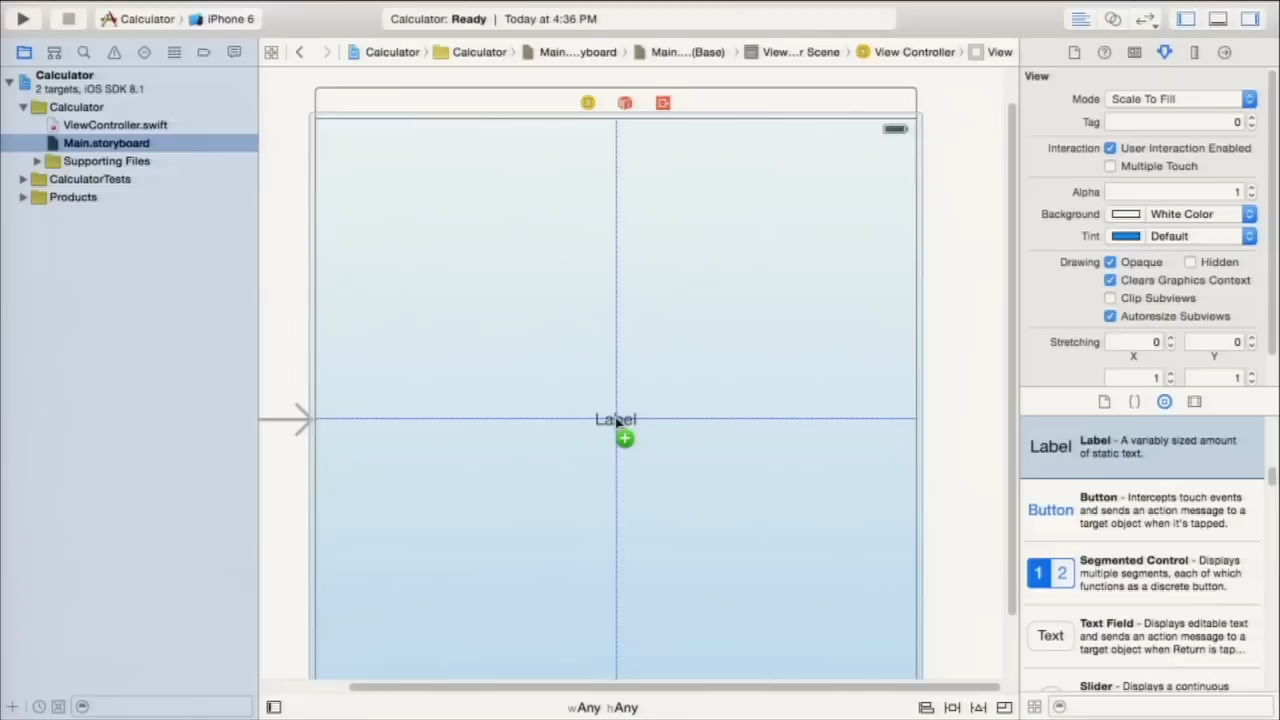 Calculator
iPhone 6
Calculator: Ready | Today at 4:36 PM
Calculator
Calculator
Main....yboard
Main....(Base)
View...r Scene
View Controller
View
Calculator
2 targets, iOS SDK 8.1
Calculator
ViewController.swift
Main.storyboard
Supporting Files
CalculatorTests
Products
Label
wAny hAny
View
Mode Scale To Fill
Tag 0
Interaction User Interaction Enabled
Multiple Touch
Alpha 1
Background White Color
Tint Default
Drawing Opaque Hidden
Clears Graphics Context
Clip Subviews
Autoresize Subviews
Stretching 0 0
X Y
1 1
Label
Label - A variably sized amount
of static text.
Button
Button - Intercepts touch events
and sends an action message to a
target object when it's tapped.
1 2
Segmented Control - Displays
multiple segments, each of which
functions as a discrete button.
Text
Text Field - Displays editable text
and sends an action message to a
target object when Return is tap...
Slider - Displays a continuous